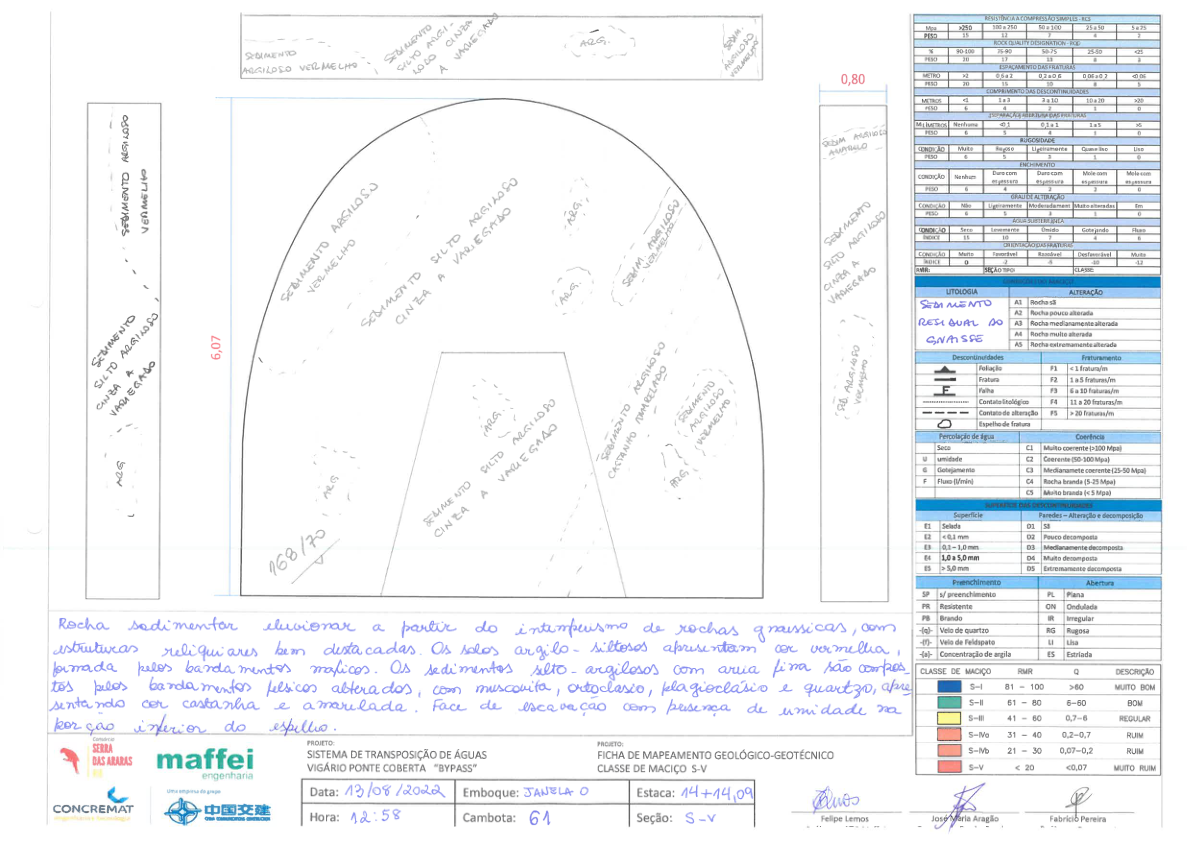 SEDIMENTO
ARGILOSO VERMELHO
SEDIMENTO
SILTO ARGI-
LOSO CINZA
A VARIEGADO
ARG.
SEDIM
ARGILOSO
VERMELHO
0,80
6,07
SEDIMENTO ARGILOSO
VERMELHO
SEDIMENTO
SILTO ARGILOSO
CINZA A
VARIEGADO
ARG
SEDIMENTO ARGILOSO
VERMELHO
SEDIMENTO SILTO ARGILOSO
CINZA A VARIEGADO
ARG.
ARG.
SEDIM ARGILOSO
VERMELHO
SEDIM ARGILOSO
AMARELO
SEDIMENTO
SILTO ARGILOSO
CINZA A
VARIEGADO
SED. ARGILOSO
VERMELHO
ARG
ARG
SEDIMENTO SILTO ARGILOSO
CINZA A VARIEGADO
SEDIMENTO ARGILOSO
CASTANHO AMARELADO
SEDIMENTO
ARGILOSO
VERMELHO
ARG.
168/70
Rocha sedimentar eluvionar a partir do intemperismo de rochas gnaissicas, com
estruturas reliquiares bem destacadas. Os solos argilo-siltosos apresentam cor vermelha,
formada pelos bandamentos maficos. Os sedimentos silto-argilosos com areia fina são compos-
tos pelos bandamentos felsicos alterados, com muscovita, ortoclasio, plagioclásio e quartzo, apre
sentando cor castanha e amarelada. Face de escavação com presença de umidade na
porção inferior do espelho.
RESISTÊNCIA A COMPRESSÃO SIMPLES - RCS
Mpa >250 100 a 250 50 a 100 25 a 50 5 a 25
PESO 15 12 7 4 2
ROCK QUALITY DESIGNATION - RQD
% 90-100 75-90 50-75 25-50 <25
PESO 20 17 13 8 3
ESPAÇAMENTO DAS FRATURAS
METRO >2 0,6 a 2 0,2 a 0,6 0,06 a 0,2 <0,06
PESO 20 15 10 8 5
COMPRIMENTO DAS DESCONTINUIDADES
METROS <1 1 a 3 3 a 10 10 a 20 >20
PESO 6 4 2 1 0
SEPARAÇÃO ABERTURA DAS FRATURAS
MILÍMETROS Nenhuma <0,1 0,1 a 1 1 a 5 >5
PESO 6 5 4 1 0
RUGOSIDADE
CONDIÇÃO Muito Rugoso Ligeiramente Quase liso Liso
PESO 6 5 3 1 0
ENCHIMENTO
CONDIÇÃO Nenhum Duro com espessura Duro com espessura Mole com espessura Mole com espessura
PESO 6 4 2 2 0
GRAU DE ALTERAÇÃO
CONDIÇÃO Não Ligeiramente Moderadament Muito alteradas Em
PESO 6 5 3 1 0
ÁGUA SUBTERRÂNEA
CONDIÇÃO Seco Levemente Úmido Gotejando Fluxo
ÍNDICE 15 10 7 4 0
ORIENTAÇÃO DAS FRATURAS
CONDIÇÃO Muito Favorável Razoável Desfavorável Muito
ÍNDICE 0 -2 -5 -10 -12
RMR: SEÇÃO TIPO: CLASSE:
LITOLOGIA ALTERAÇÃO
SEDIMENTO
RESIDUAL DO
GNAISSE
A1 Rocha sã
A2 Rocha pouco alterada
A3 Rocha medianamente alterada
A4 Rocha muito alterada
A5 Rocha extremamente alterada
Descontinuidades Fraturamento
Foliação F1 < 1 fratura/m
Fratura F2 1 a 5 fraturas/m
F Falha F3 6 a 10 fraturas/m
Contato litológico F4 11 a 20 fraturas/m
Contato de alteração F5 > 20 fraturas/m
Espelho de fratura
Percolação de água Coerência
Seco C1 Muito coerente (>100 Mpa)
U umidade C2 Coerente (50-100 Mpa)
G Gotejamento C3 Medianamete coerente (25-50 Mpa)
F Fluxo (l/min) C4 Rocha branda (5-25 Mpa)
C5 Muito branda (< 5 Mpa)
SUPERFÍCIE DAS DESCONTINUIDADES
Superfície Paredes – Alteração e decomposição
E1 Selada D1 Sã
E2 < 0,1 mm D2 Pouco decomposta
E3 0,1 – 1,0 mm D3 Medianamente decomposta
E4 1,0 a 5,0 mm D4 Muito decomposta
E5 > 5,0 mm D5 Extremamente decomposta
Preenchimento Abertura
SP s/ preenchimento PL Plana
PR Resistente ON Ondulada
PB Brando IR Irregular
-(q)- Veio de quartzo RG Rugosa
-(f)- Veio de Feldspato LI Lisa
-(a)- Concentração de argila ES Estriada
CLASSE DE MACIÇO RMR Q DESCRIÇÃO
S-I 81 – 100 >60 MUITO BOM
S-II 61 – 80 6-60 BOM
S-III 41 – 60 0,7-6 REGULAR
S-IVa 31 – 40 0,2-0,7 RUIM
S-IVb 21 – 30 0,07-0,2 RUIM
S-V < 20 <0,07 MUITO RUIM
Consórcio
SERRA
DAS ARARAS
maffei
engenharia
CONCREMAT
Uma empresa do grupo
中国交建
PROJETO:
SISTEMA DE TRANSPOSIÇÃO DE ÁGUAS
VIGÁRIO PONTE COBERTA "BYPASS"
PROJETO:
FICHA DE MAPEAMENTO GEOLÓGICO-GEOTÉCNICO
CLASSE DE MACIÇO S-V
Data: 13/08/2022 Emboque: JANELA O Estaca: 14+14,09
Hora: 12:58 Cambota: 61 Seção: S-V
Felipe Lemos
José Maria Aragão
Fabrício Pereira